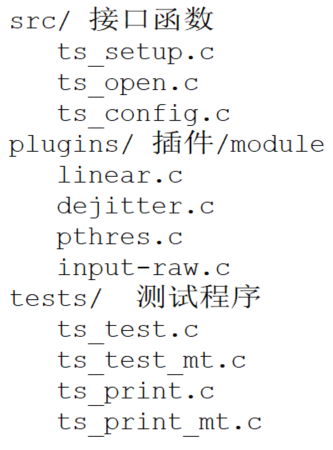 src/ 接口函数
ts_setup.c
ts_open.c
ts_config.c
plugins/ 插件/module
linear.c
dejitter.c
pthres.c
input-raw.c
tests/ 测试程序
ts_test.c
ts_test_mt.c
ts_print.c
ts_print_mt.c